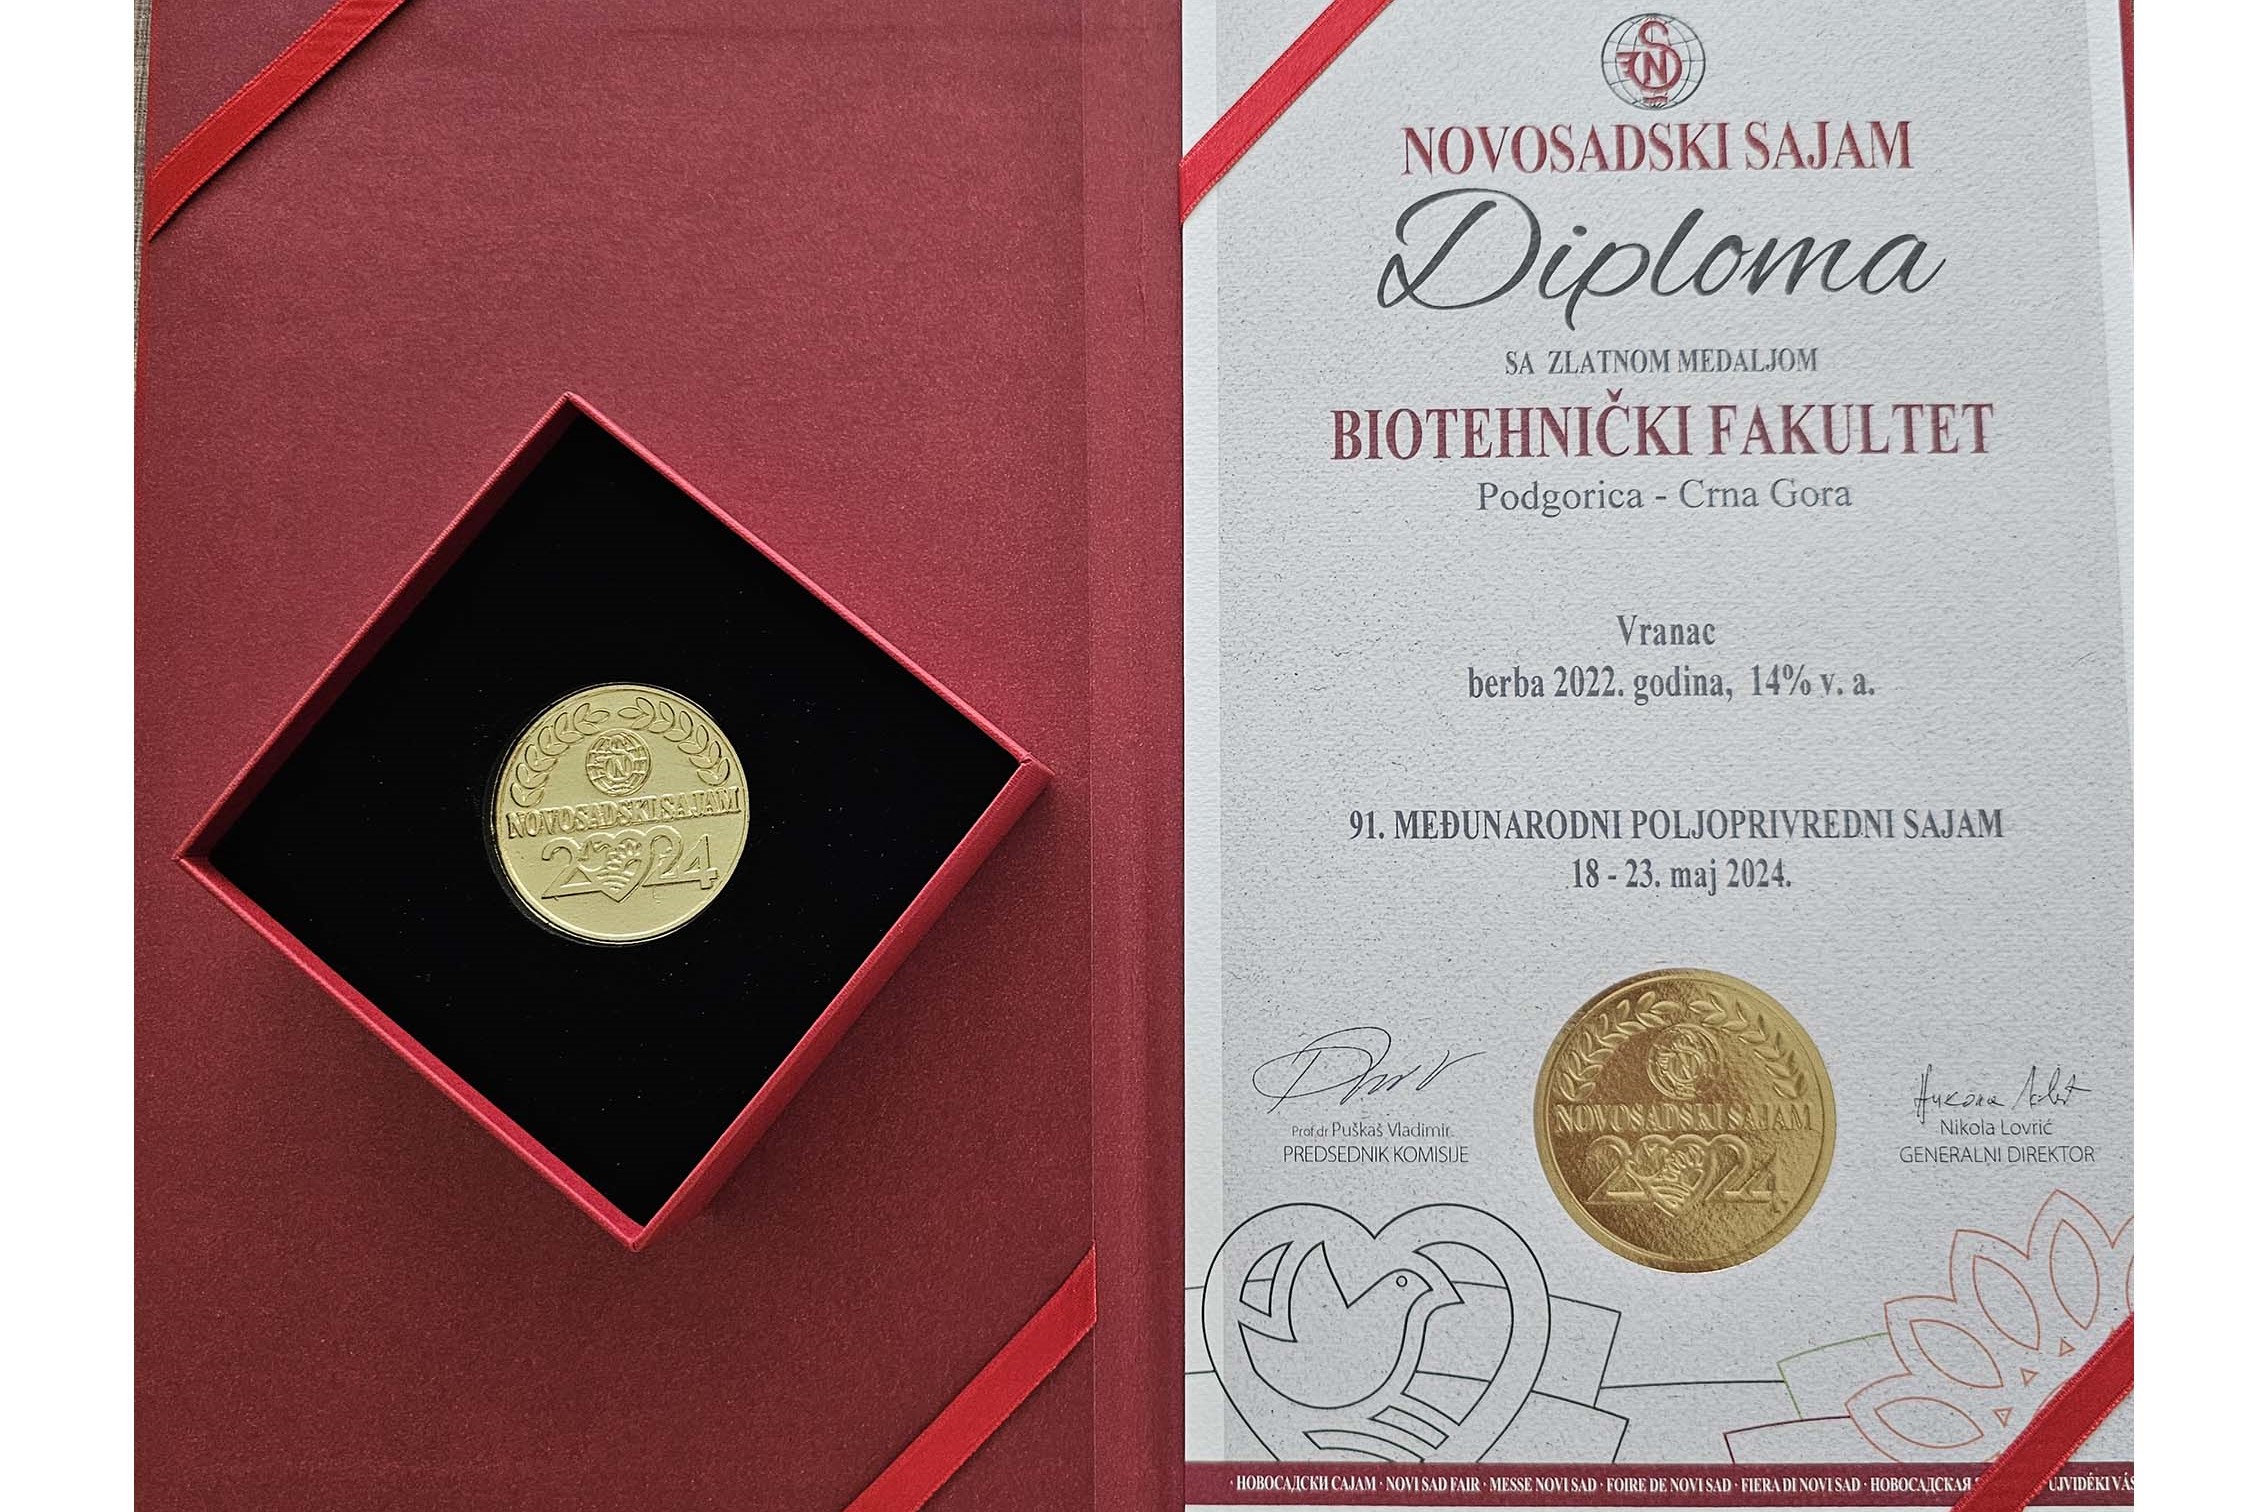 NOVOSADSKI SAJAM
2024
SN
NOVOSADSKI SAJAM
Diploma
SA ZLATNOM MEDALJOM
BIOTEHNIČKI FAKULTET
Podgorica - Crna Gora
Vranac
berba 2022. godina, 14% v. a.
91. MEĐUNARODNI POLJOPRIVREDNI SAJAM
18 - 23. maj 2024.
NOVOSADSKI SAJAM
2024
Prof.dr Puškaš Vladimir
PREDSEDNIK KOMISIJE
Nikola Lovrić
GENERALNI DIREKTOR
· НОВОСАДСКИ САЈАМ · NOVI SAD FAIR · MESSE NOVI SAD · FOIRE DE NOVI SAD · FIERA DI NOVI SAD · НОВОСАДСКАЯ UJVIDÉKI VÁS